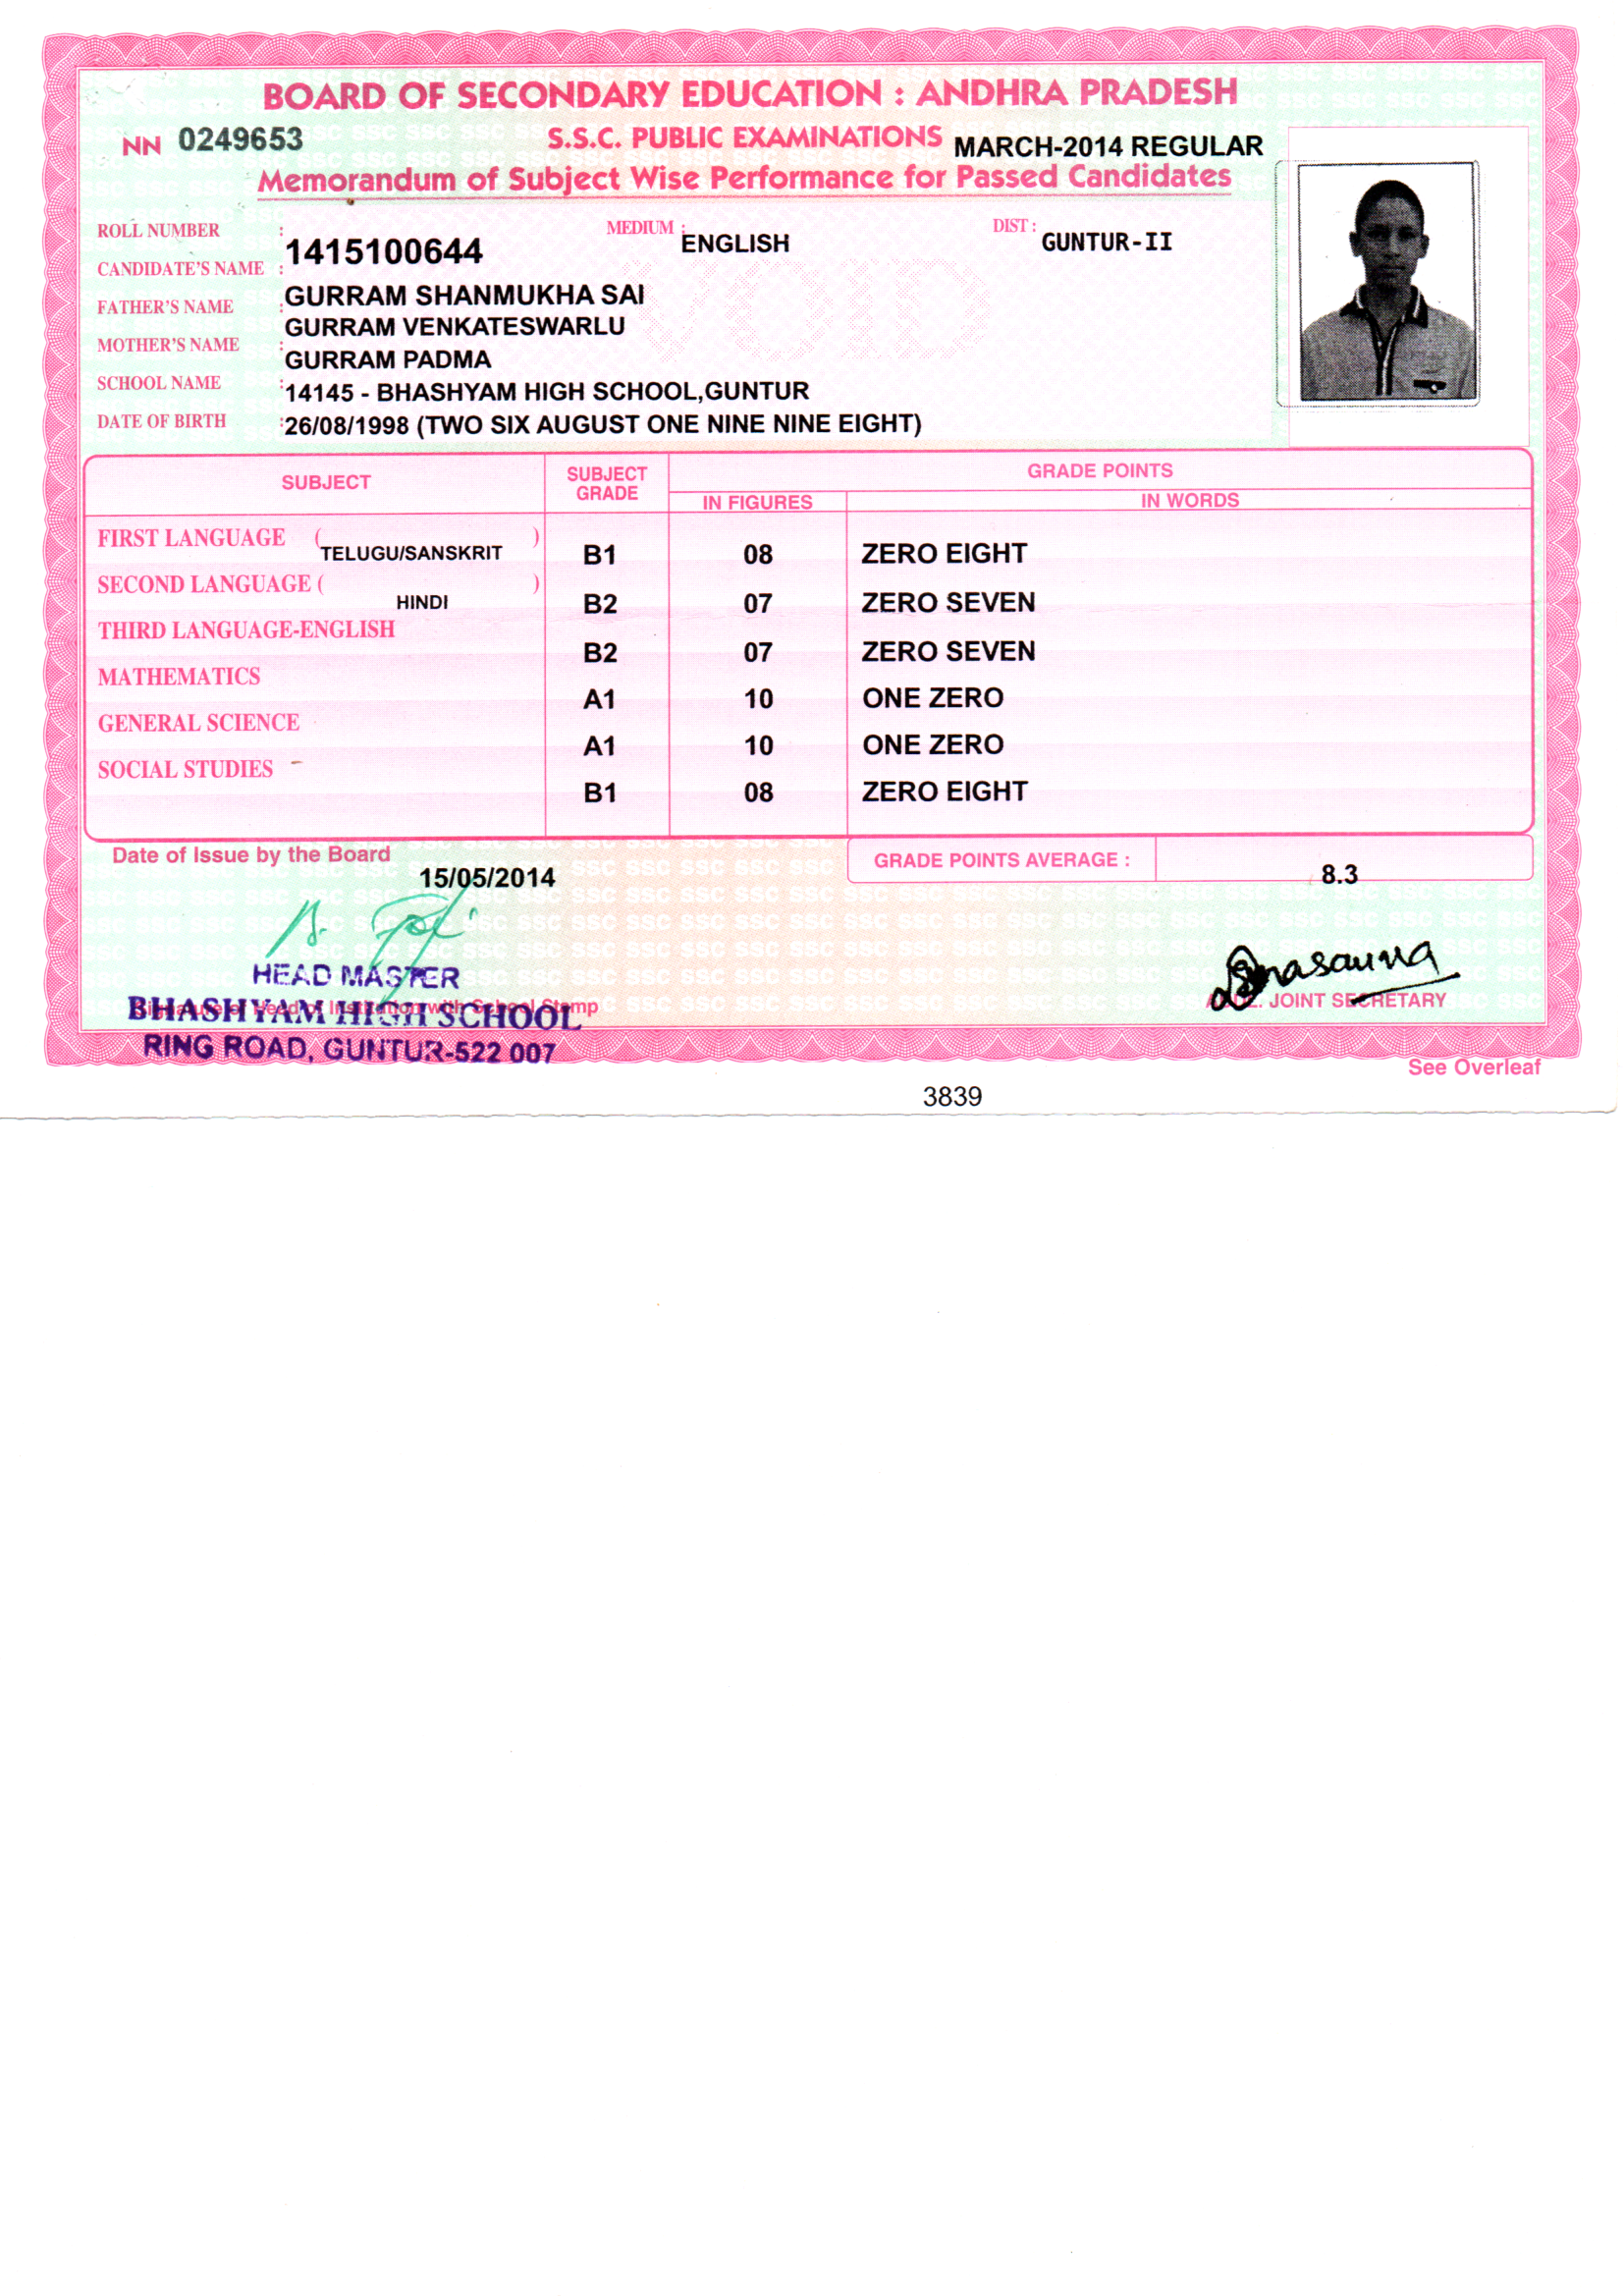 BOARD OF SECONDARY EDUCATION : ANDHRA PRADESH
NN 0249653 S.S.C. PUBLIC EXAMINATIONS MARCH-2014 REGULAR
Memorandum of Subject Wise Performance for Passed Candidates
ROLL NUMBER : 1415100644 MEDIUM : ENGLISH DIST : GUNTUR-II
CANDIDATE'S NAME : GURRAM SHANMUKHA SAI
FATHER'S NAME : GURRAM VENKATESWARLU
MOTHER'S NAME : GURRAM PADMA
SCHOOL NAME : 14145 - BHASHYAM HIGH SCHOOL,GUNTUR
DATE OF BIRTH : 26/08/1998 (TWO SIX AUGUST ONE NINE NINE EIGHT)
VOID
SUBJECT SUBJECT GRADE GRADE POINTS
IN FIGURES IN WORDS
FIRST LANGUAGE (TELUGU/SANSKRIT) B1 08 ZERO EIGHT
SECOND LANGUAGE (HINDI) B2 07 ZERO SEVEN
THIRD LANGUAGE-ENGLISH B2 07 ZERO SEVEN
MATHEMATICS A1 10 ONE ZERO
GENERAL SCIENCE A1 10 ONE ZERO
SOCIAL STUDIES B1 08 ZERO EIGHT
Date of Issue by the Board 15/05/2014 GRADE POINTS AVERAGE : 8.3
HEAD MASTER
Signature of Head of Institution with School Stamp
BHASHYAM HIGH SCHOOL
RING ROAD, GUNTUR-522 007
Prasanna
ADDL. JOINT SECRETARY
See Overleaf
3839